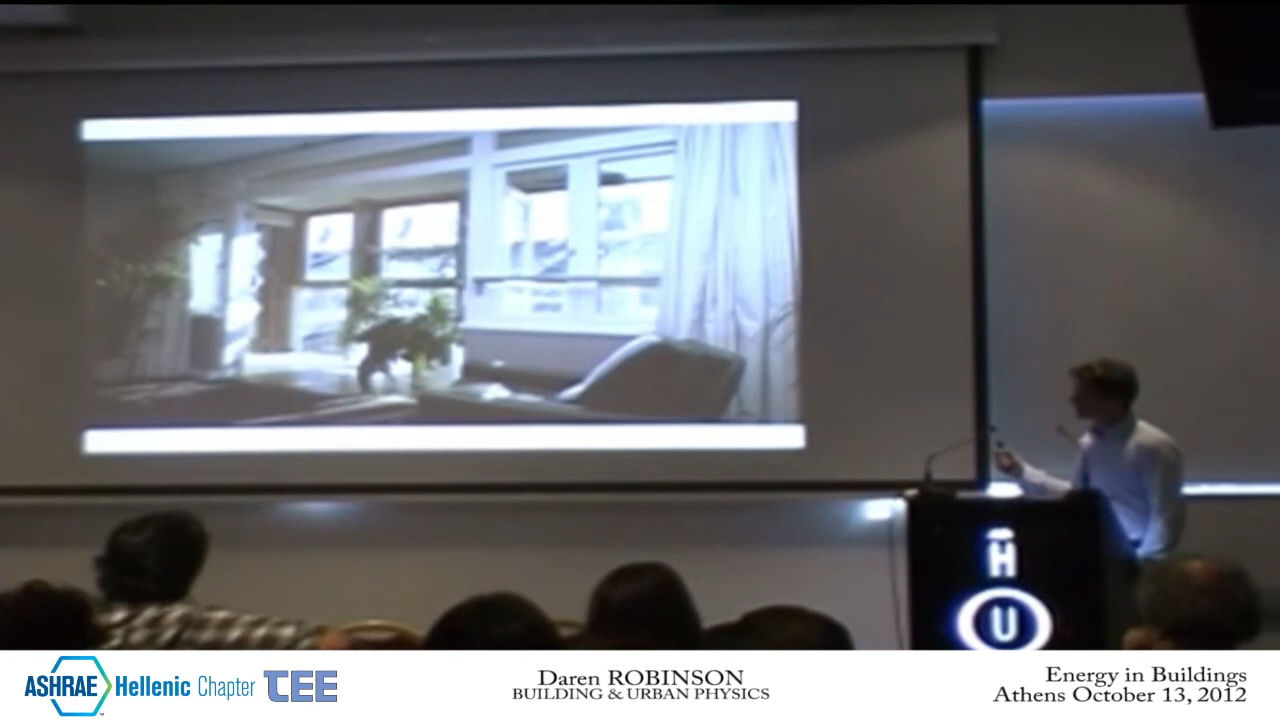 H
U
ASHRAE Hellenic Chapter TEE
Daren ROBINSON
BUILDING & URBAN PHYSICS
Energy in Buildings
Athens October 13, 2012